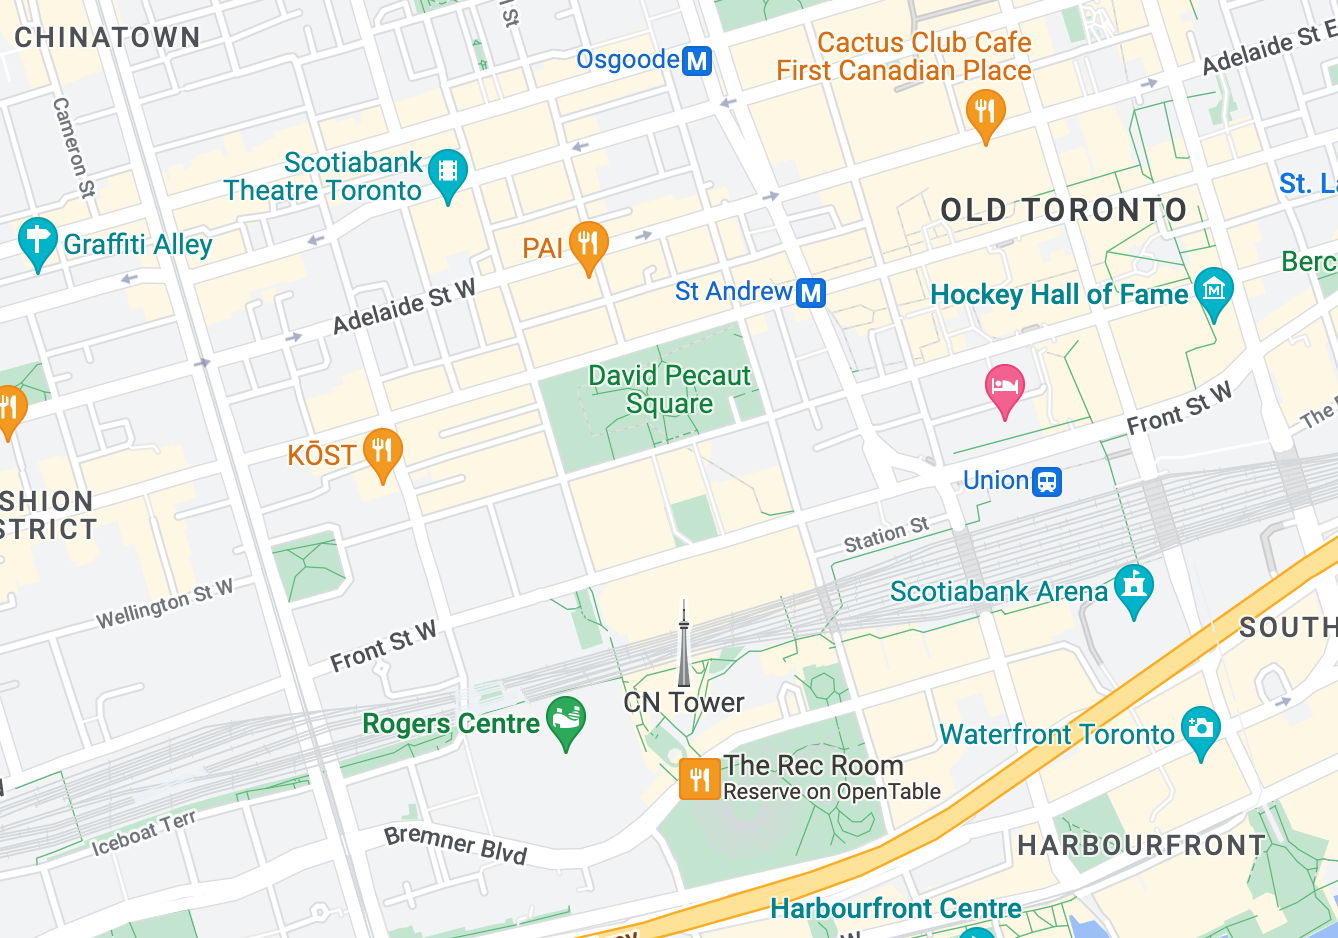 CHINATOWN
Osgoode
M
Cactus Club Cafe
First Canadian Place
Adelaide St E
Cameron St
Scotiabank
Theatre Toronto
St. La
OLD TORONTO
Graffiti Alley
PAI
St Andrew
M
Adelaide St W
Hockey Hall of Fame
M
Berc
David Pecaut
Square
Front St W
KŌST
Union
SHION
STRICT
Station St
Wellington St W
Scotiabank Arena
Front St W
SOUTH
CN Tower
Rogers Centre
Waterfront Toronto
The Rec Room
Reserve on OpenTable
Iceboat Terr
Bremner Blvd
HARBOURFRONT
Harbourfront Centre